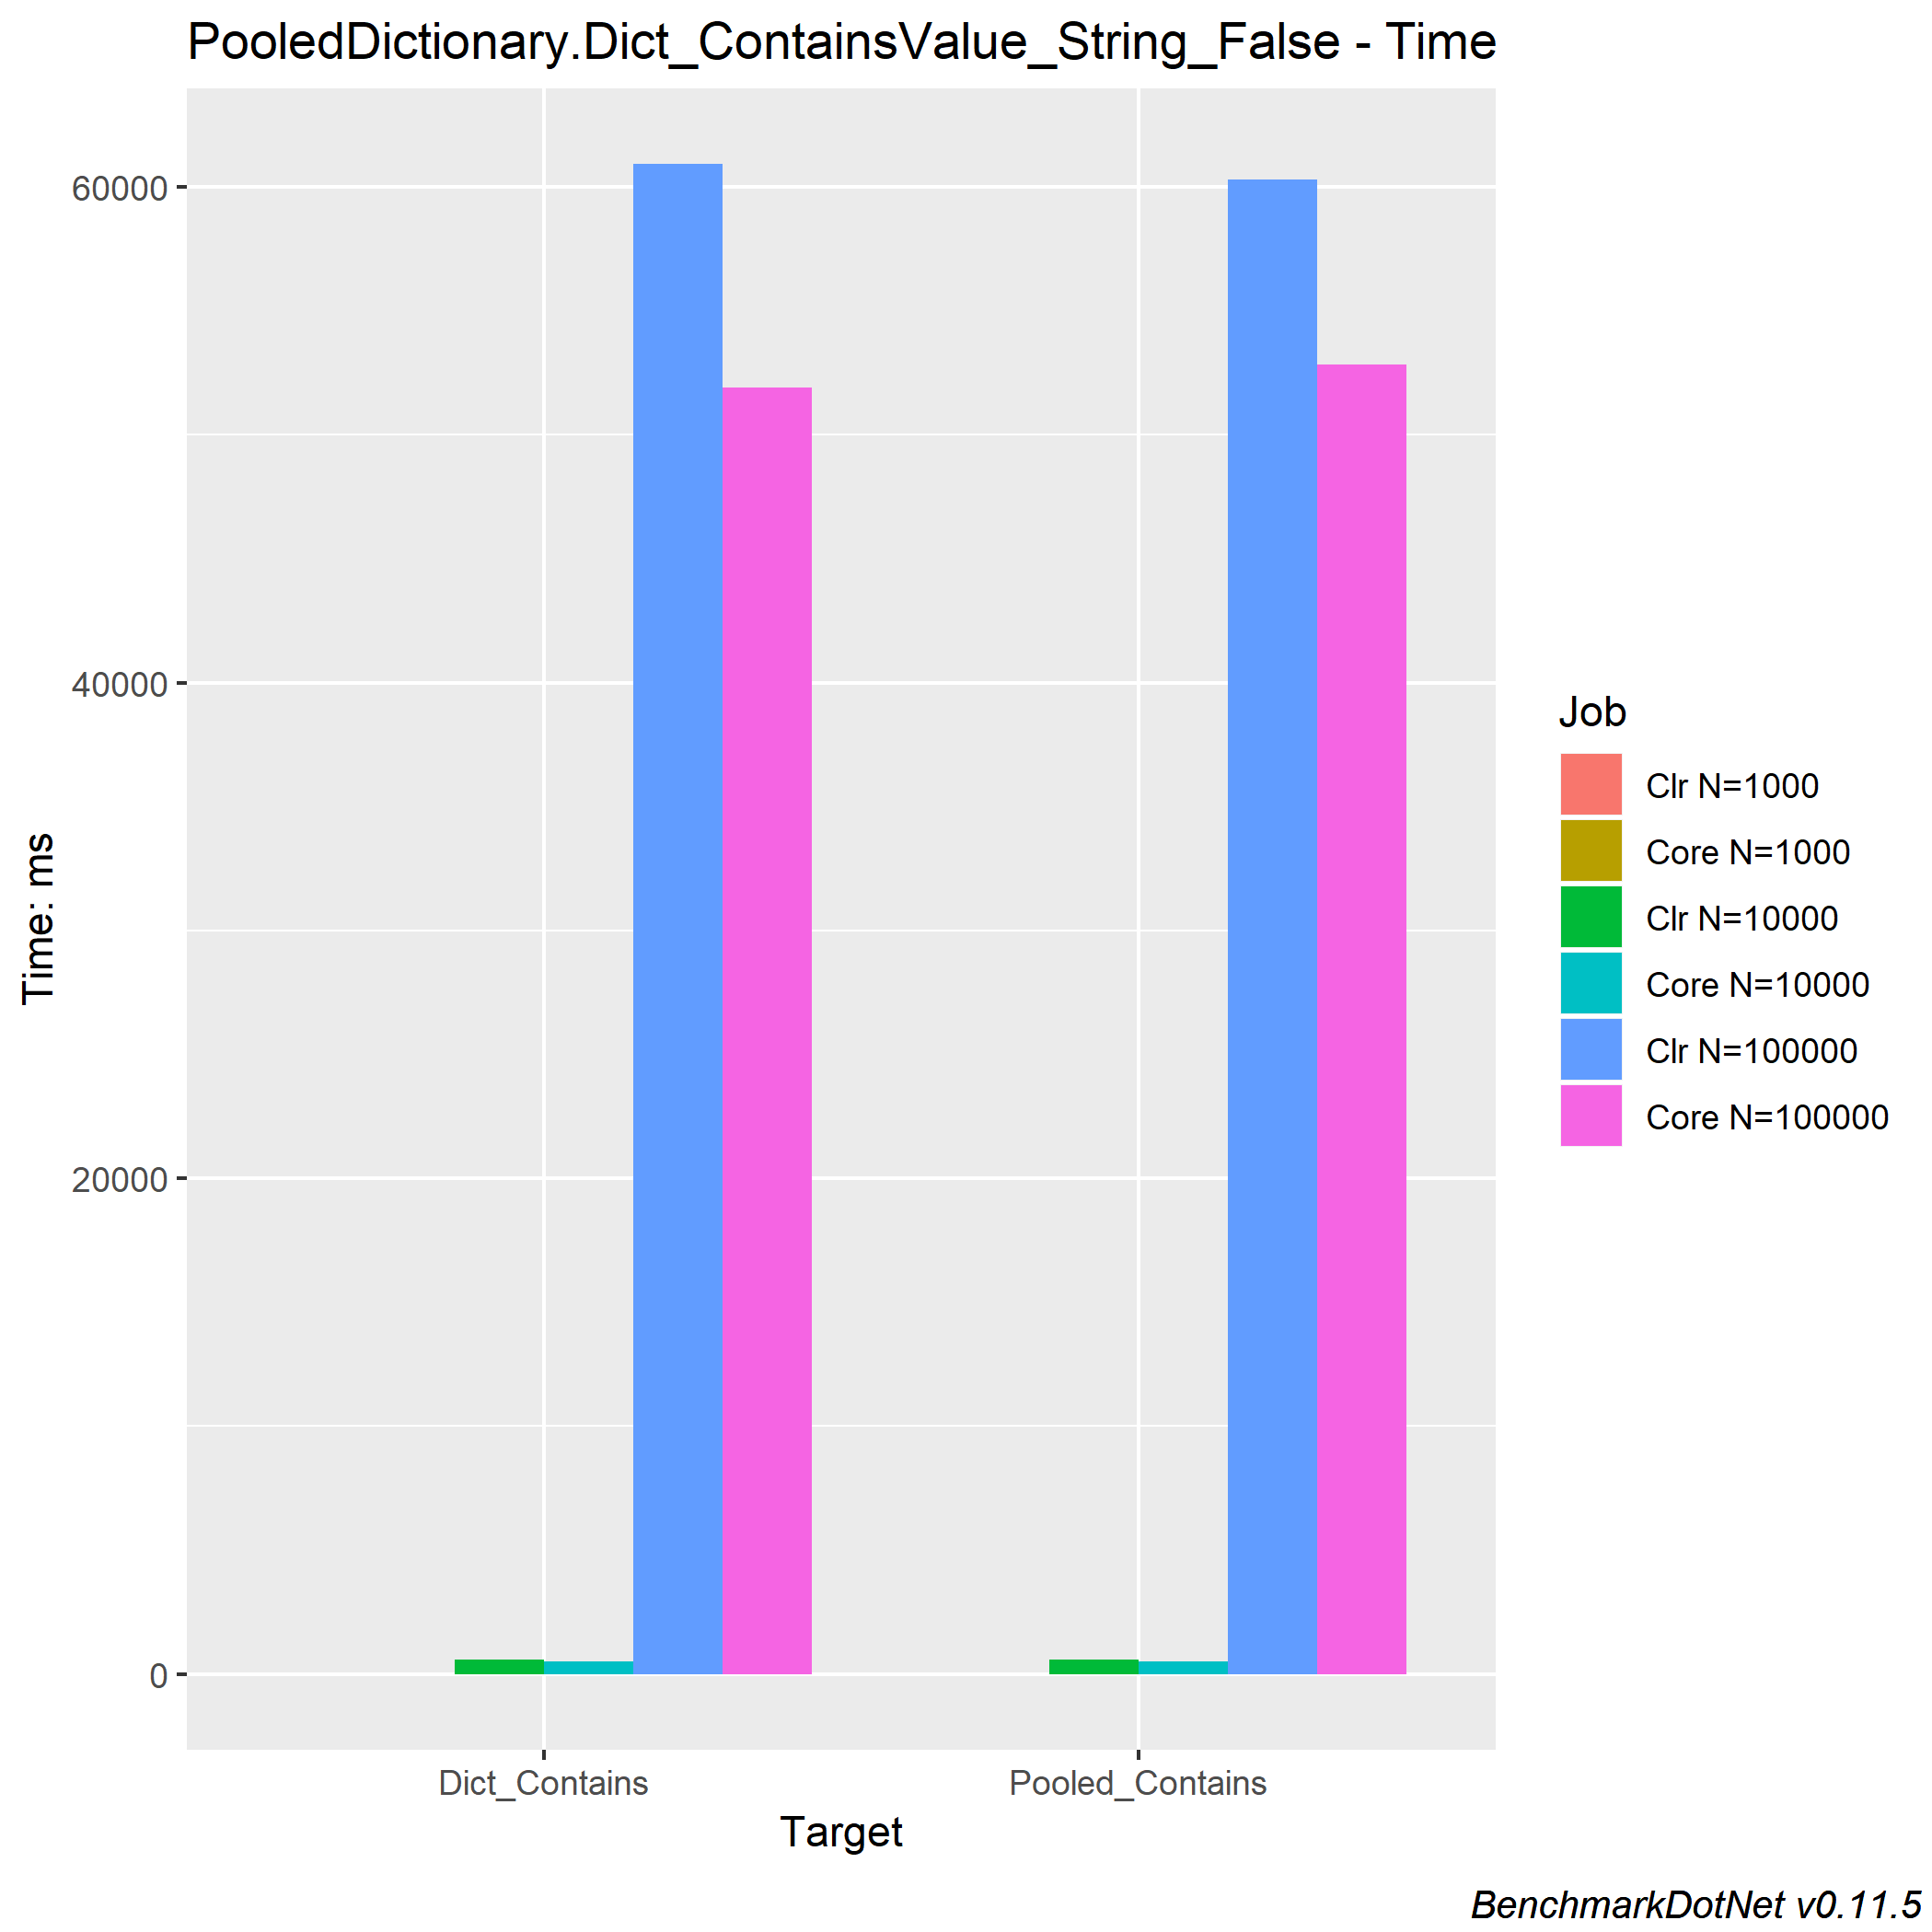 PooledDictionary.Dict_ContainsValue_String_False - Time
60000
40000
20000
0
Time: ms
Dict_Contains
Pooled_Contains
Target
Job
Clr N=1000
Core N=1000
Clr N=10000
Core N=10000
Clr N=100000
Core N=100000
BenchmarkDotNet v0.11.5